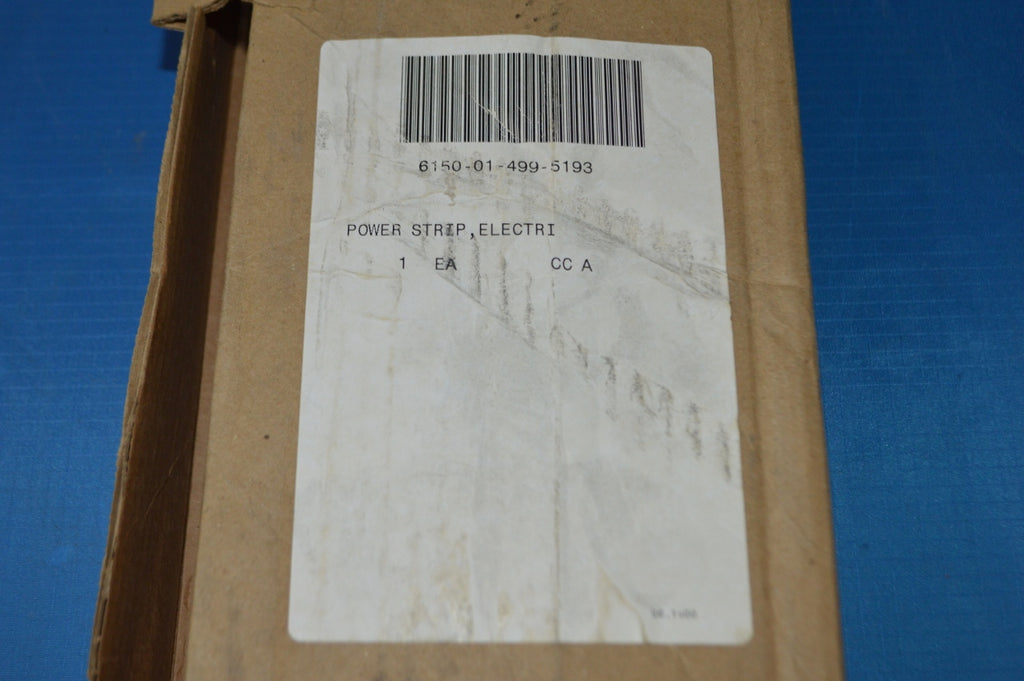 6150-01-499-5193
POWER STRIP,ELECTRI
1 EA CC A